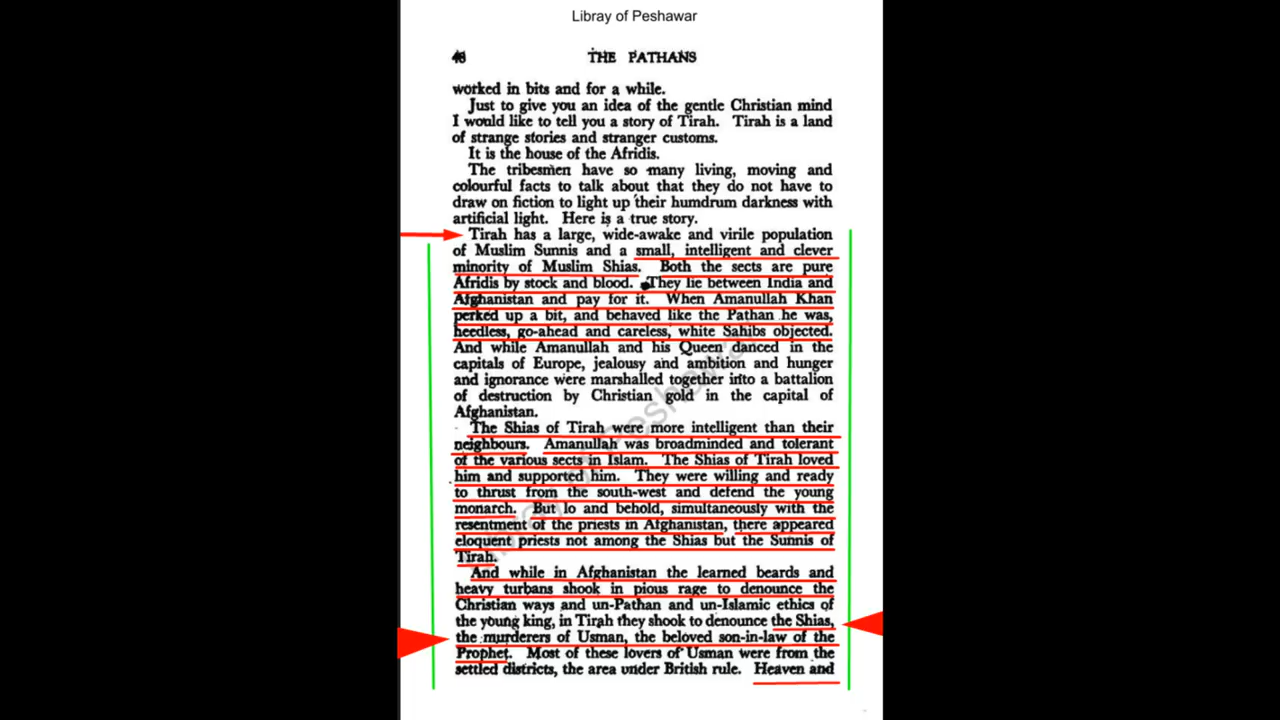 Libray of Peshawar
48 THE PATHANS
worked in bits and for a while.
Just to give you an idea of the gentle Christian mind
I would like to tell you a story of Tirah. Tirah is a land
of strange stories and stranger customs.
It is the house of the Afridis.
The tribesmen have so many living, moving and
colourful facts to talk about that they do not have to
draw on fiction to light up their humdrum darkness with
artificial light. Here is a true story.
Tirah has a large, wide-awake and virile population
of Muslim Sunnis and a small, intelligent and clever
minority of Muslim Shias. Both the sects are pure
Afridis by stock and blood. They lie between India and
Afghanistan and pay for it. When Amanullah Khan
perked up a bit, and behaved like the Pathan he was,
heedless, go-ahead and careless, white Sahibs objected.
And while Amanullah and his Queen danced in the
capitals of Europe, jealousy and ambition and hunger
and ignorance were marshalled together into a battalion
of destruction by Christian gold in the capital of
Afghanistan.
The Shias of Tirah were more intelligent than their
neighbours. Amanullah was broadminded and tolerant
of the various sects in Islam. The Shias of Tirah loved
him and supported him. They were willing and ready
to thrust from the south-west and defend the young
monarch. But lo and behold, simultaneously with the
resentment of the priests in Afghanistan, there appeared
eloquent priests not among the Shias but the Sunnis of
Tirah.
And while in Afghanistan the learned beards and
heavy turbans shook in pious rage to denounce the
Christian ways and un-Pathan and un-Islamic ethics of
the young king, in Tirah they shook to denounce the Shias,
the murderers of Usman, the beloved son-in-law of the
Prophet. Most of these lovers of Usman were from the
settled districts, the area under British rule. Heaven and